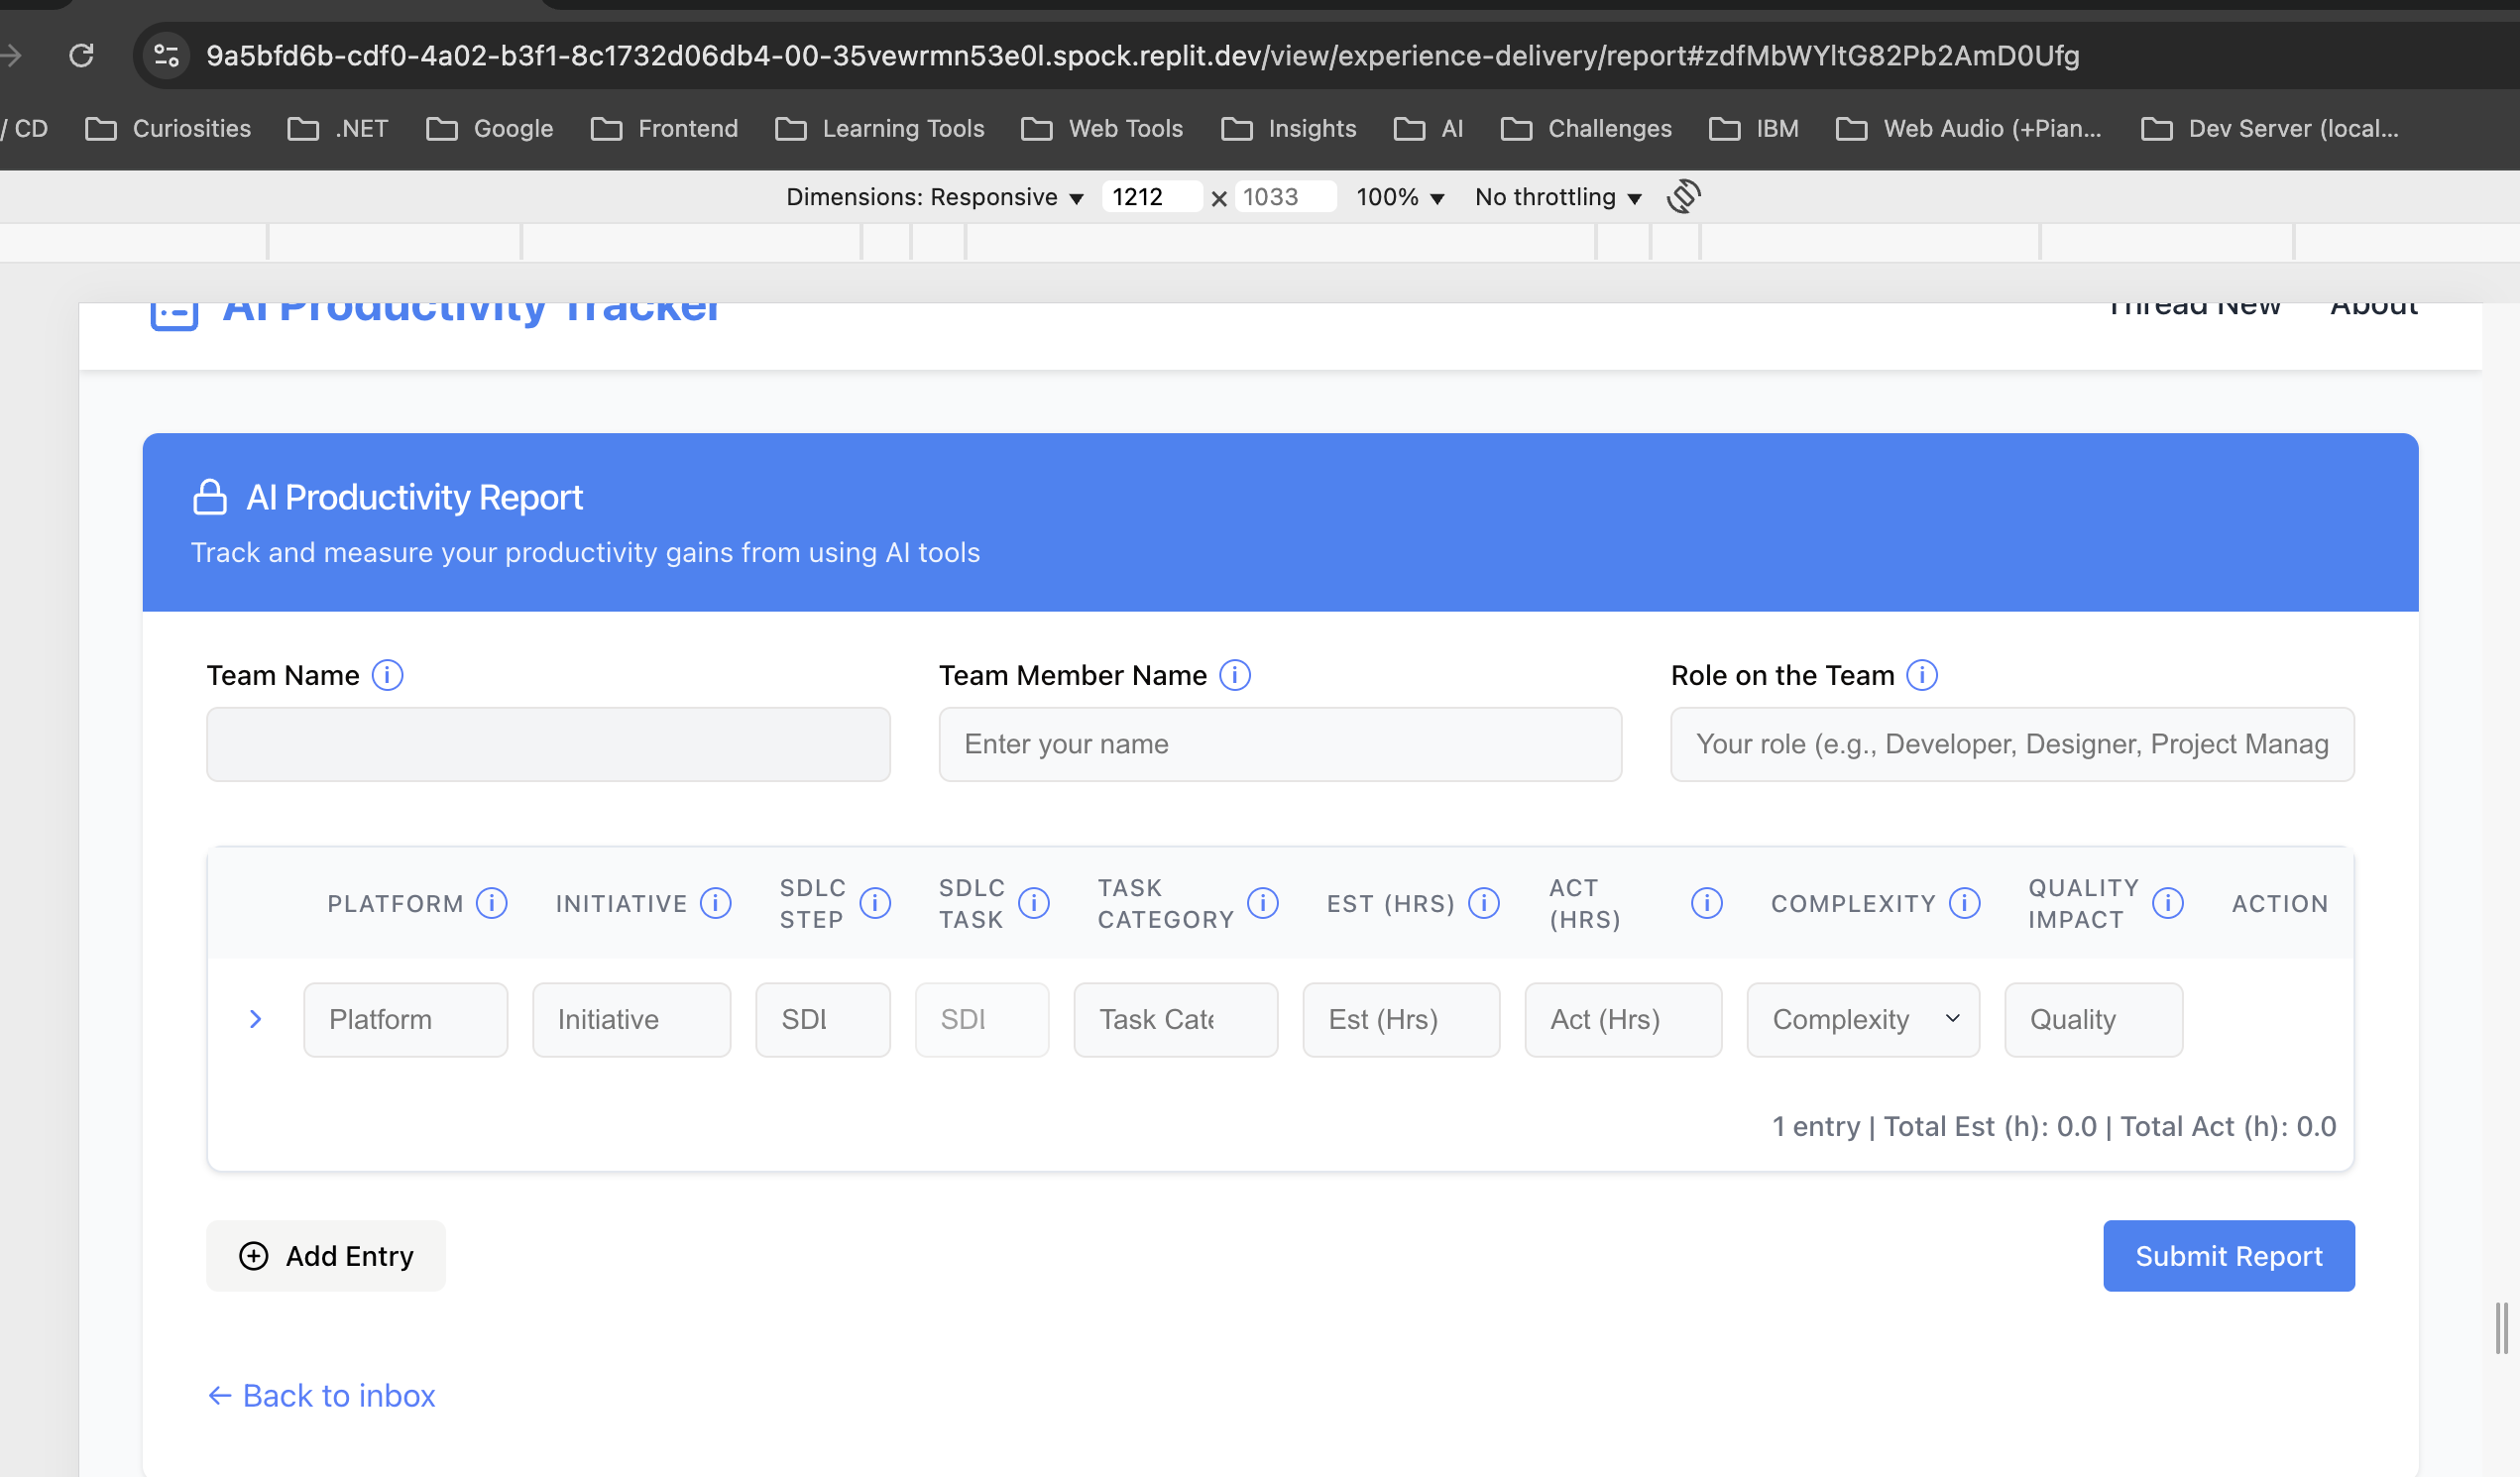 9a5bfd6b-cdf0-4a02-b3f1-8c1732d06db4-00-35vewrmn53e0l.spock.replit.dev/view/experience-delivery/report#zdfMbWYltG82Pb2AmD0Ufg
/ CD Curiosities .NET Google Frontend Learning Tools Web Tools Insights AI Challenges IBM Web Audio (+Pian... Dev Server (local...
Dimensions: Responsive 1212 × 1033 100% No throttling
AI Productivity Tracker Thread New About
AI Productivity Report
Track and measure your productivity gains from using AI tools
Team Name Team Member Name Role on the Team
Enter your name Your role (e.g., Developer, Designer, Project Manag
PLATFORM INITIATIVE SDLC STEP SDLC TASK TASK CATEGORY EST (HRS) ACT (HRS) COMPLEXITY QUALITY IMPACT ACTION
Platform Initiative SDL SDL Task Cate Est (Hrs) Act (Hrs) Complexity Quality
1 entry | Total Est (h): 0.0 | Total Act (h): 0.0
Add Entry Submit Report
← Back to inbox